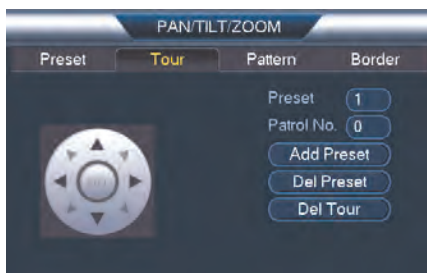 PAN/TILT/ZOOM
Preset Tour Pattern Border
Preset 1
Patrol No. 0
Add Preset
Del Preset
Del Tour